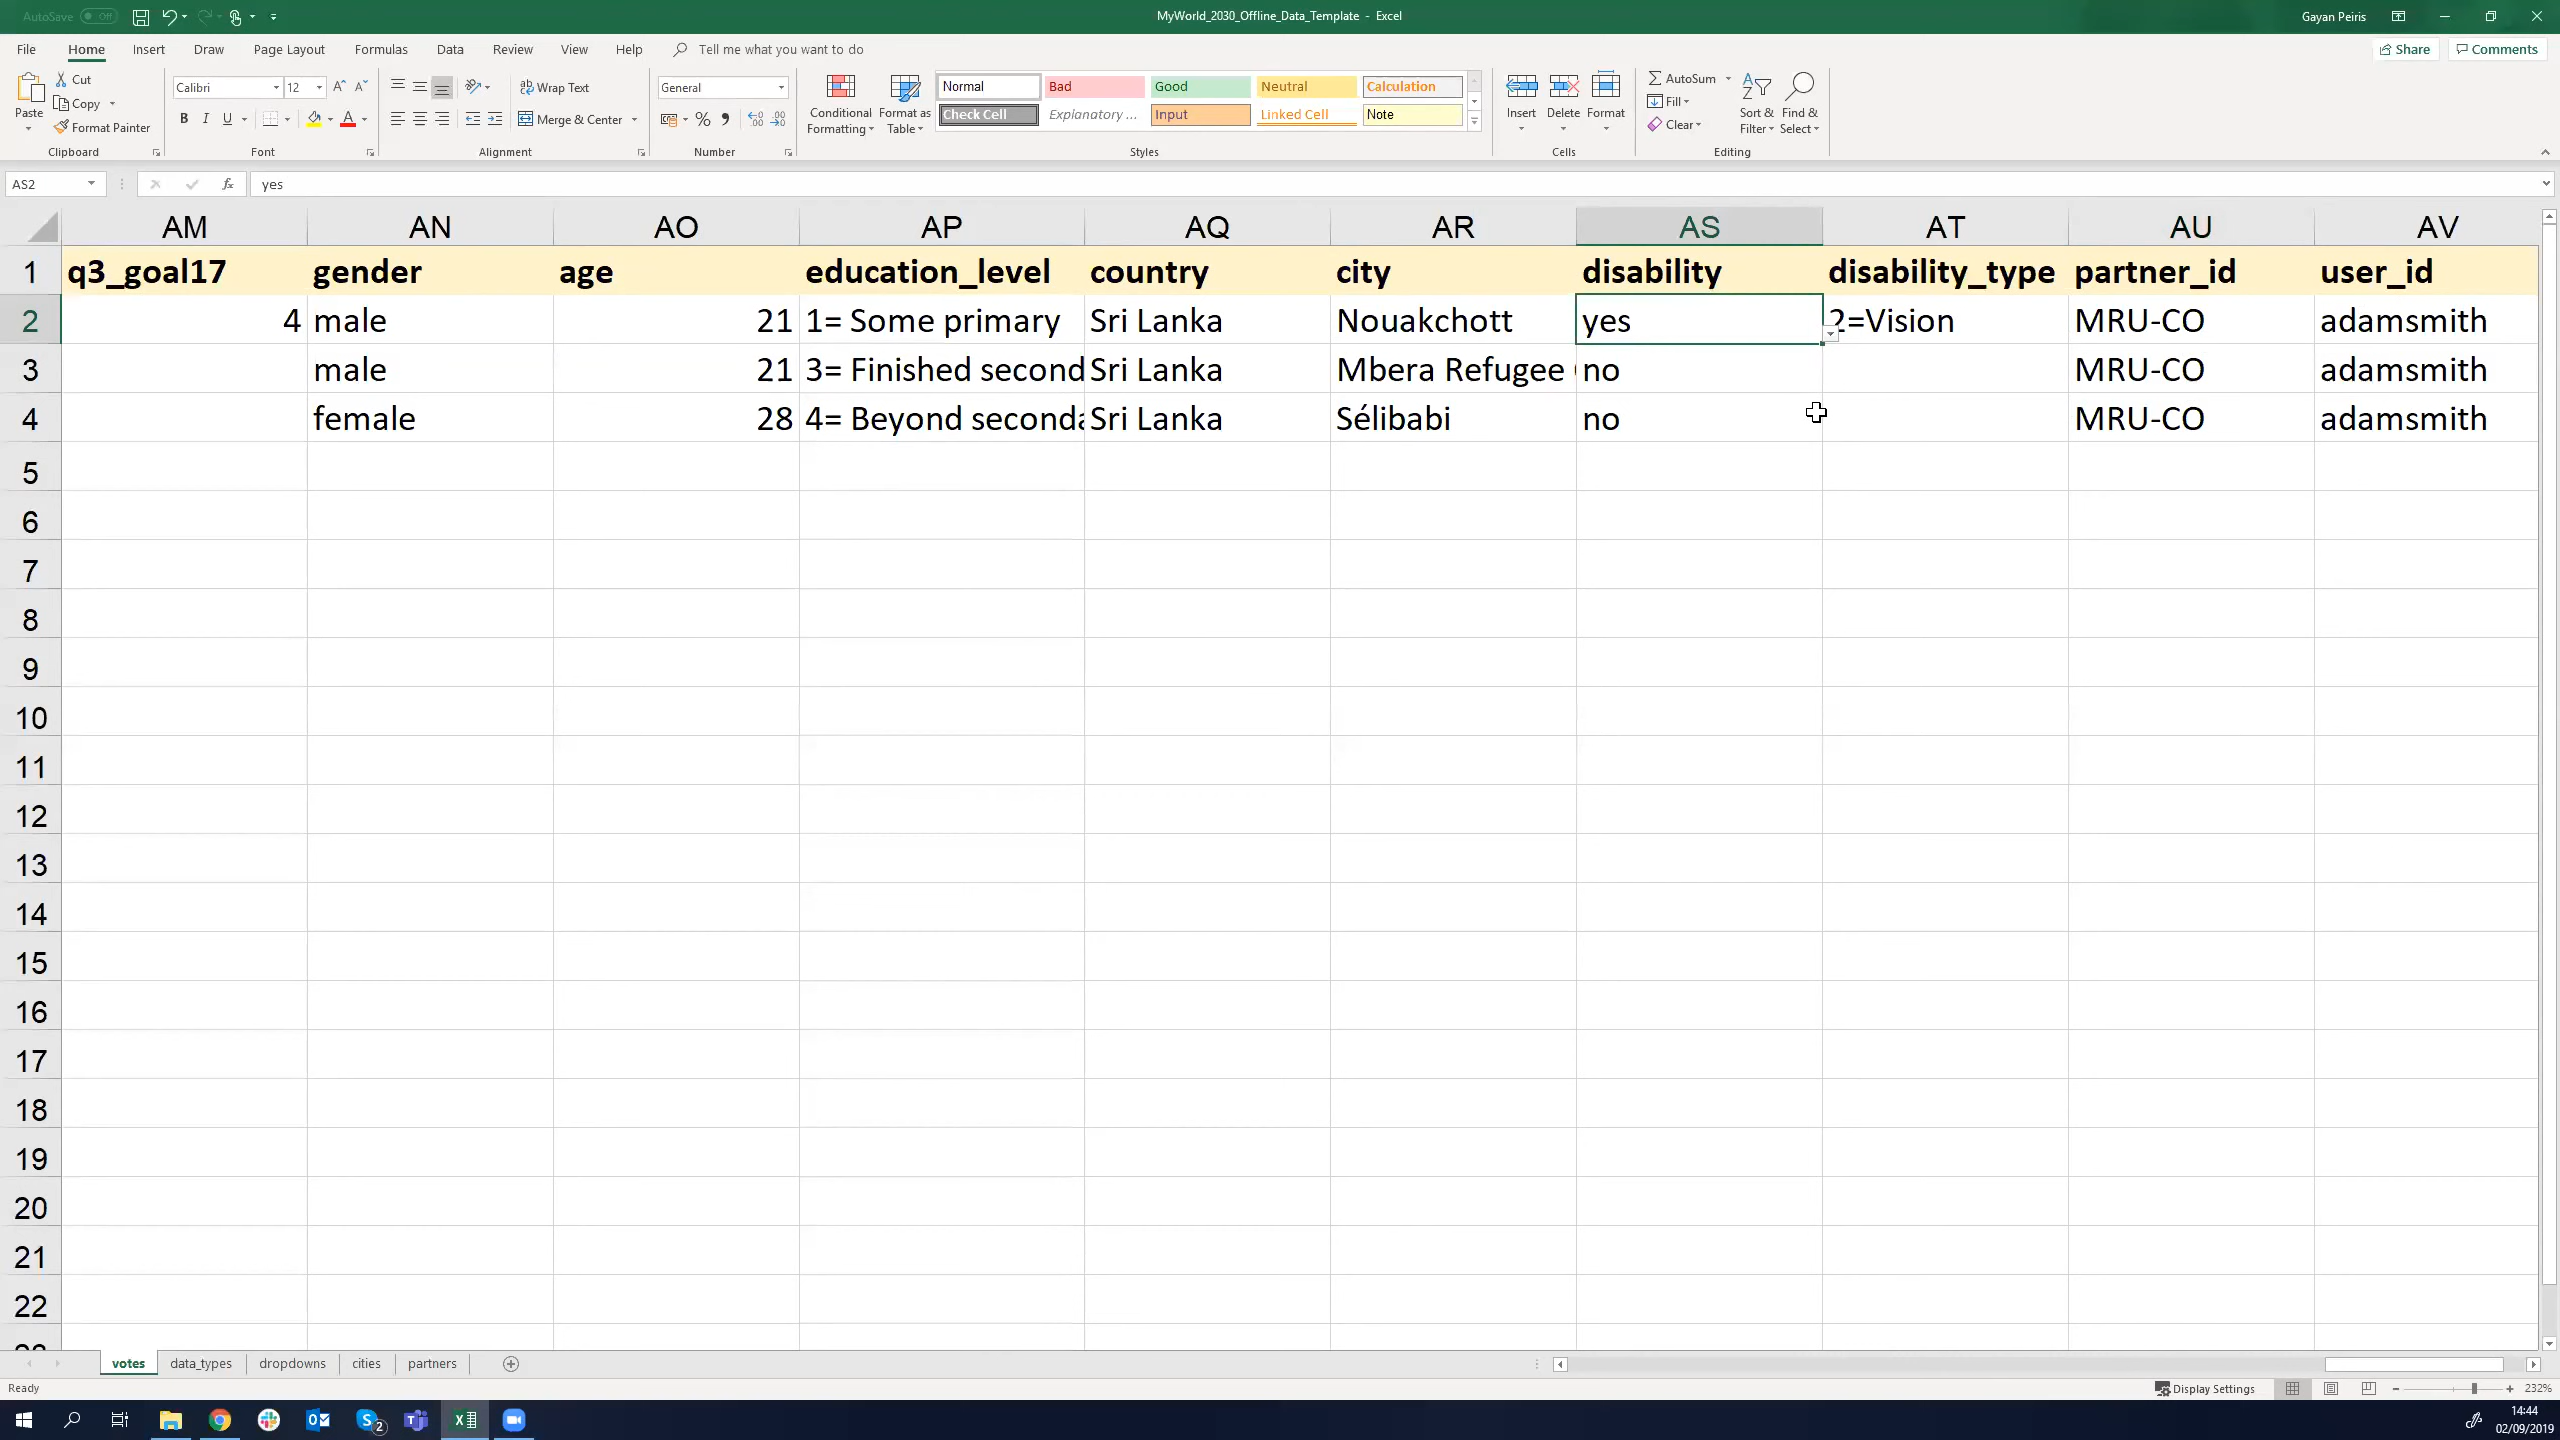 AutoSave Off
MyWorld_2030_Offline_Data_Template - Excel
Gayan Peiris
File Home Insert Draw Page Layout Formulas Data Review View Help Tell me what you want to do
Share Comments
Paste
Cut
Copy
Format Painter
Clipboard
Calibri 12
B I U
Font
Wrap Text
Merge & Center
Alignment
General
Number
Conditional Formatting
Format as Table
Normal Bad Good Neutral Calculation
Check Cell Explanatory ... Input Linked Cell Note
Styles
Insert Delete Format
Cells
AutoSum
Fill
Clear
Sort & Filter
Find & Select
Editing
AS2 fx yes
AM AN AO AP AQ AR AS AT AU AV
1 q3_goal17 gender age education_level country city disability disability_type partner_id user_id
2 4 male 21 1= Some primary Sri Lanka Nouakchott yes 2=Vision MRU-CO adamsmith
3 male 21 3= Finished second Sri Lanka Mbera Refugee no MRU-CO adamsmith
4 female 28 4= Beyond seconda Sri Lanka Sélibabi no MRU-CO adamsmith
5
6
7
8
9
10
11
12
13
14
15
16
17
18
19
20
21
22
votes data_types dropdowns cities partners
Ready
Display Settings
232%
2
14:44
02/09/2019